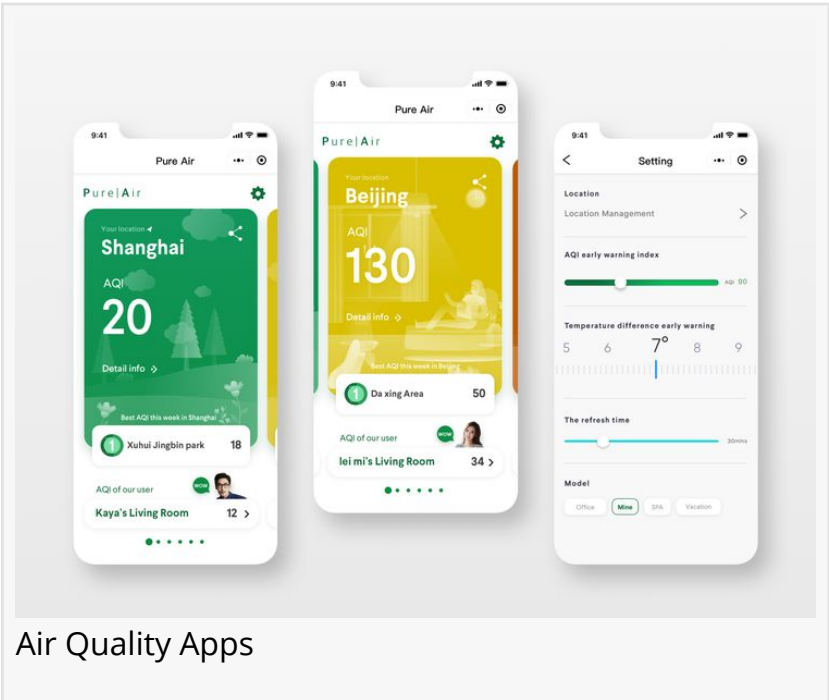 9:41
Pure Air
Pure|Air
Your location
Shanghai
AQI
20
Detail info
Best AQI this week in Shanghai
1 Xuhui Jingbin park 18
AQI of our user
WOW
Kaya's Living Room 12 >
9:41
Pure Air
Pure|Air
Your location
Beijing
AQI
130
Detail info
Best AQI this week in Beijing
1 Da xing Area 50
AQI of our user
WOW
lei mi's Living Room 34 >
9:41
< Setting
Location
Location Management >
AQI early warning index
AQI 90
Temperature difference early warning
5 6 7° 8 9
The refresh time
30mins
Model
Office Mine SPA Vacation
Air Quality Apps